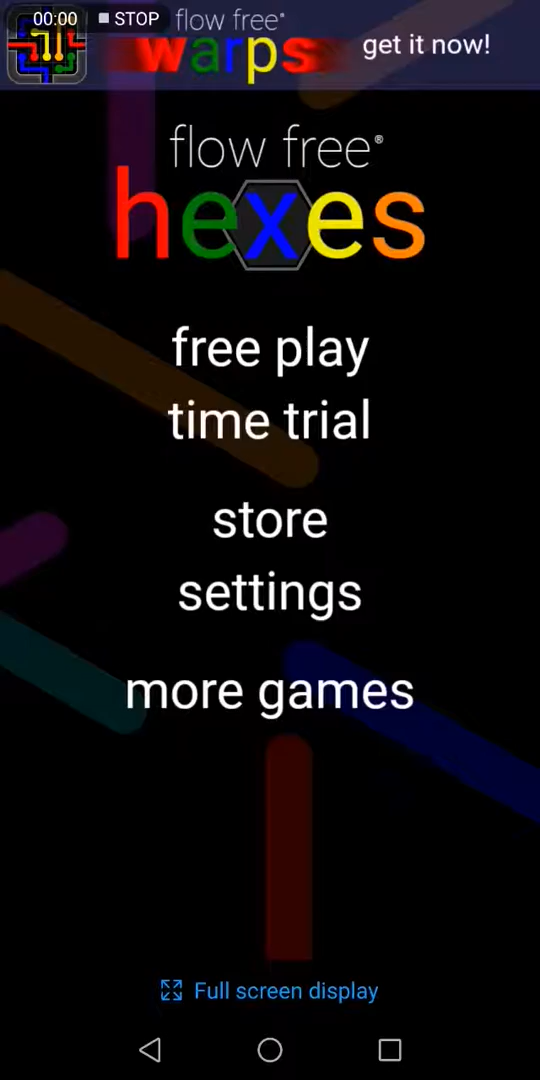 00:00 STOP
flow free®
warps
get it now!
flow free®
hexes
free play
time trial
store
settings
more games
Full screen display